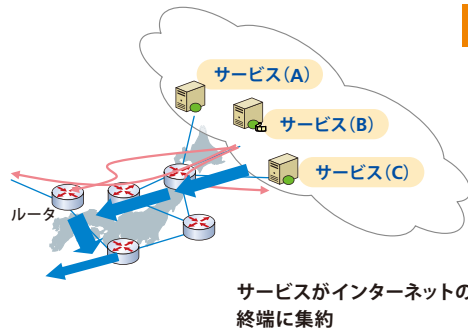 サービス(A)
サービス(B)
サービス(C)
ルータ
サービスがインターネットの
終端に集約